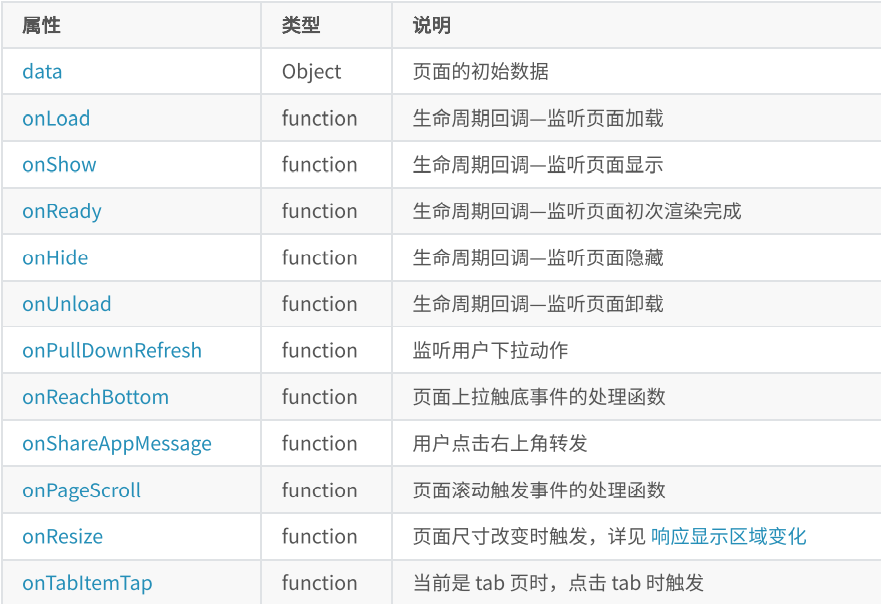 属性 类型 说明
data Object 页面的初始数据
onLoad function 生命周期回调—监听页面加载
onShow function 生命周期回调—监听页面显示
onReady function 生命周期回调—监听页面初次渲染完成
onHide function 生命周期回调—监听页面隐藏
onUnload function 生命周期回调—监听页面卸载
onPullDownRefresh function 监听用户下拉动作
onReachBottom function 页面上拉触底事件的处理函数
onShareAppMessage function 用户点击右上角转发
onPageScroll function 页面滚动触发事件的处理函数
onResize function 页面尺寸改变时触发，详见 响应显示区域变化
onTabItemTap function 当前是 tab 页时，点击 tab 时触发